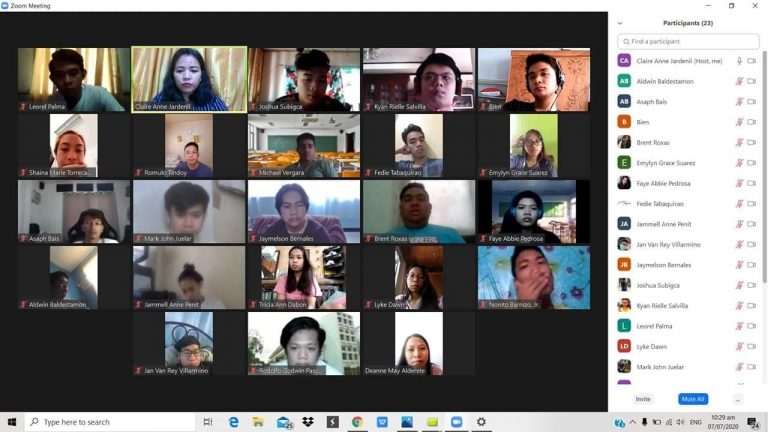 Zoom Meeting
Leorel Palma
Claire Anne Jardenil
Joshua Subigca
Kyan Rielle Salvilla
Bien
Shaina Marie Torreca...
Romulo Tindoy
Michael Vergara
Fedie Tabaquirao
Emylyn Grace Suarez
Asaph Bais
Mark John Juelar
Jaymelson Bernales
Brent Roxas
Faye Abbie Pedrosa
Aldwin Baldestamon
Jammell Anne Penit
Tricia Ann Dabon
Lyke Dawn
Nonito Barnizo, Jr.
Jan Van Rey Villarmino
Rodolfo Godwin Pasc...
Deanne May Alderete
Participants (23)
Find a participant
CA Claire Anne Jardenil (Host, me)
AB Aldwin Baldestamon
AB Asaph Bais
B Bien
Brent Roxas
E Emylyn Grace Suarez
Faye Abbie Pedrosa
Fedie Tabaquirao
JA Jammell Anne Penit
Jan Van Rey Villarmino
JB Jaymelson Bernales
Joshua Subigca
Kyan Rielle Salvilla
L Leorel Palma
LD Lyke Dawn
Mark John Juelar
Invite
Mute All
...
Type here to search
25
ENG
10:29 am
07/07/2020
24